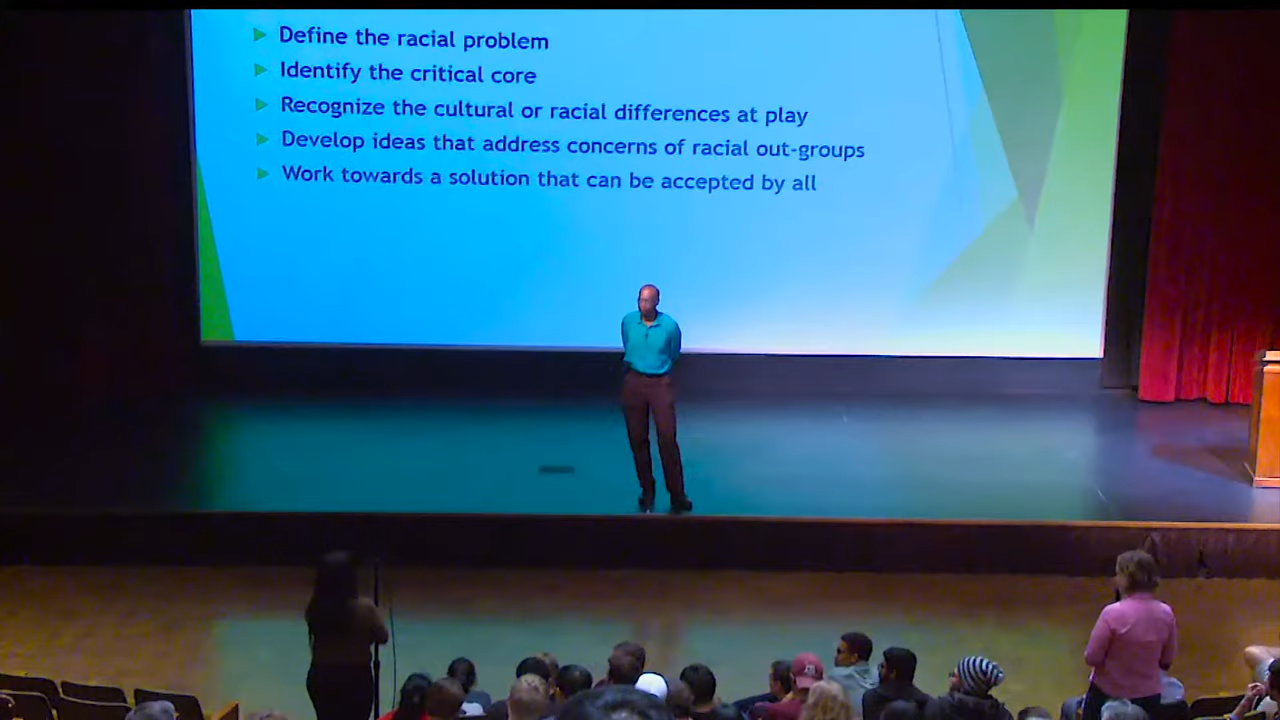 Define the racial problem
Identify the critical core
Recognize the cultural or racial differences at play
Develop ideas that address concerns of racial out-groups
Work towards a solution that can be accepted by all